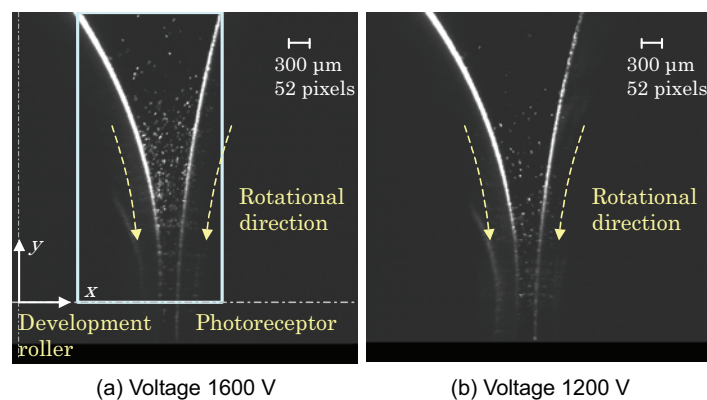 300 µm
52 pixels
Rotational
direction
y
x
Development
roller
Photoreceptor
(a) Voltage 1600 V
300 µm
52 pixels
Rotational
direction
(b) Voltage 1200 V